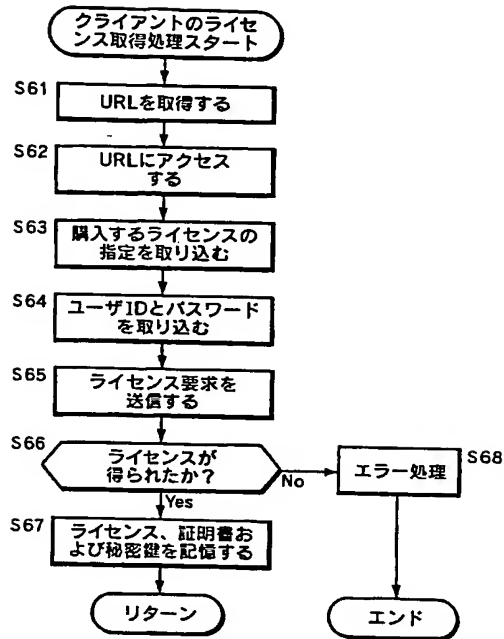 クライアントのライセ
ンス取得処理スタート
S61
URLを取得する
S62
URLにアクセス
する
S63
購入するライセンスの
指定を取り込む
S64
ユーザIDとパスワード
を取り込む
S65
ライセンス要求を
送信する
S66
ライセンスが
得られたか?
No
S68
エラー処理
Yes
S67
ライセンス、証明書お
よび秘密鍵を記憶する
リターン
エンド